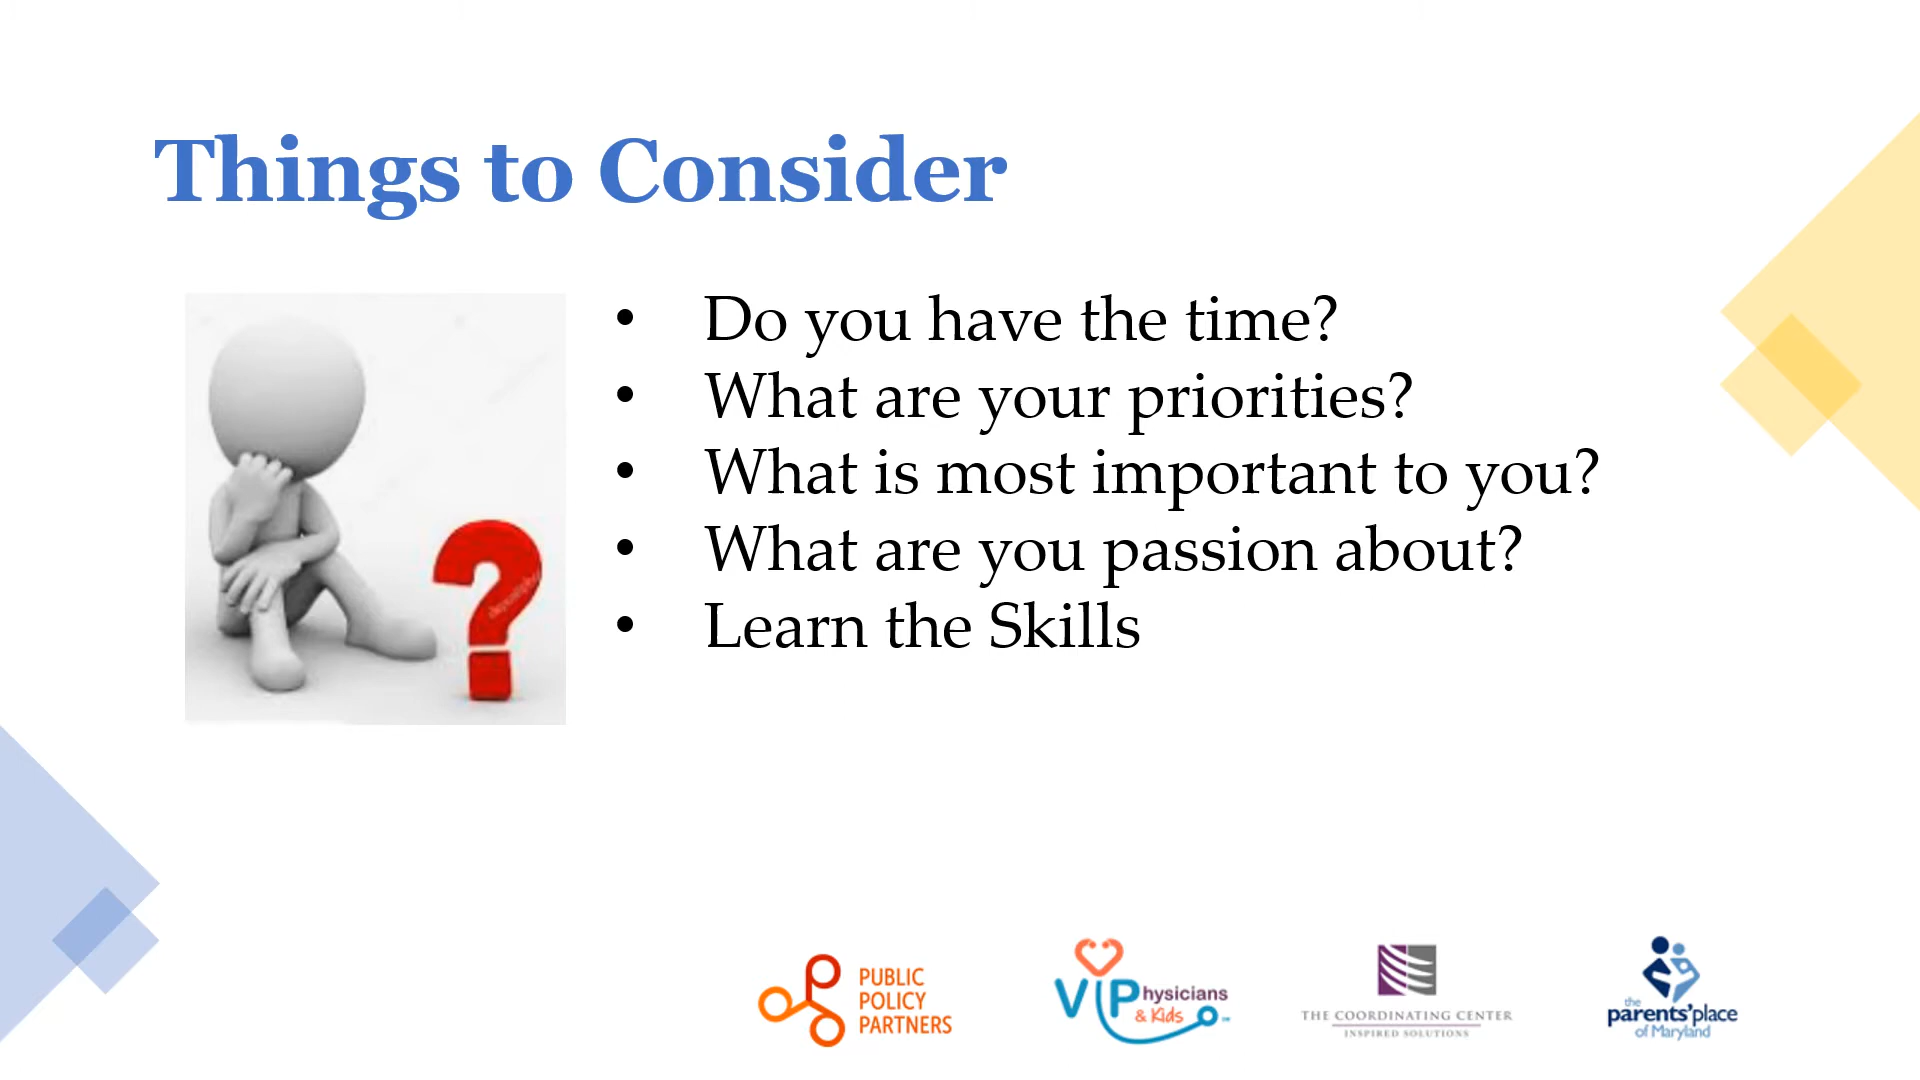 Things to Consider
• Do you have the time?
• What are your priorities?
• What is most important to you?
• What are you passion about?
• Learn the Skills
PUBLIC
POLICY
PARTNERS
VIPhysicians
& Kids
THE COORDINATING CENTER
INSPIRED SOLUTIONS
the
parents'place
of Maryland